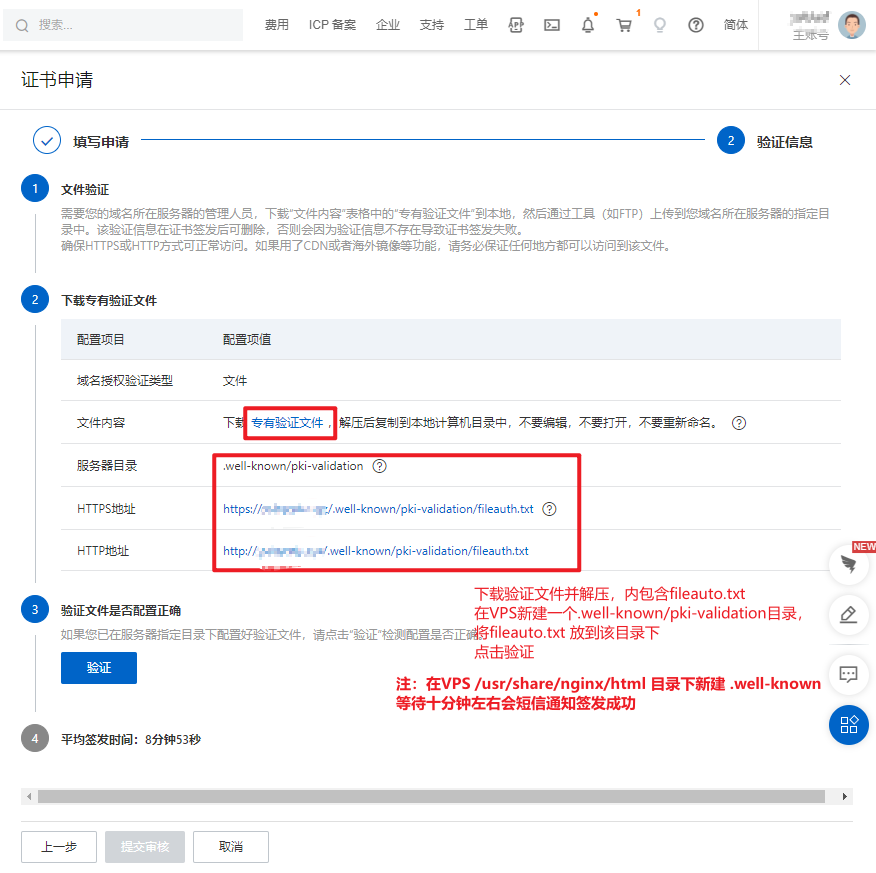 搜索...
费用
ICP 备案
企业
支持
工单
1
简体
主账号
证书申请
填写申请
2
验证信息
1
文件验证
需要您的域名所在服务器的管理人员，下载"文件内容"表格中的"专有验证文件"到本地，然后通过工具（如FTP）上传到您域名所在服务器的指定目
录中。该验证信息在证书签发后可删除，否则会因为验证信息不存在导致证书签发失败。
确保HTTPS或HTTP方式可正常访问。如果用了CDN或者海外镜像等功能，请务必保证任何地方都可以访问到该文件。
2
下载专有验证文件
配置项目
配置项值
域名授权验证类型
文件
文件内容
下载 专有验证文件 ，解压后复制到本地计算机目录中，不要编辑，不要打开，不要重新命名。
服务器目录
.well-known/pki-validation
HTTPS地址
https:// /.well-known/pki-validation/fileauth.txt
HTTP地址
http:// /.well-known/pki-validation/fileauth.txt
NEW
下载验证文件并解压，内包含fileauto.txt
在VPS新建一个.well-known/pki-validation目录，
将fileauto.txt 放到该目录下
点击验证
3
验证文件是否配置正确
如果您已在服务器指定目录下配置好验证文件，请点击"验证"检测配置是否正确
验证
注：在VPS /usr/share/nginx/html 目录下新建 .well-known
等待十分钟左右会短信通知签发成功
4
平均签发时间：8分钟53秒
上一步
提交审核
取消